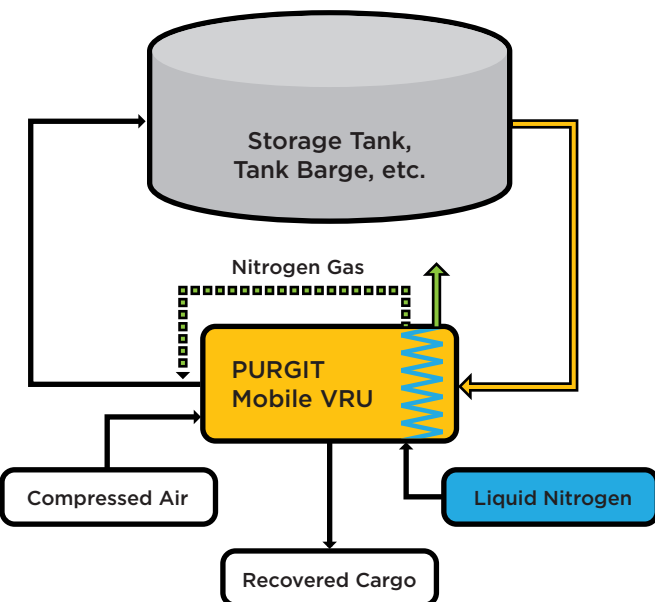 Storage Tank,
Tank Barge, etc.
Nitrogen Gas
PURGIT
Mobile VRU
Compressed Air
Liquid Nitrogen
Recovered Cargo